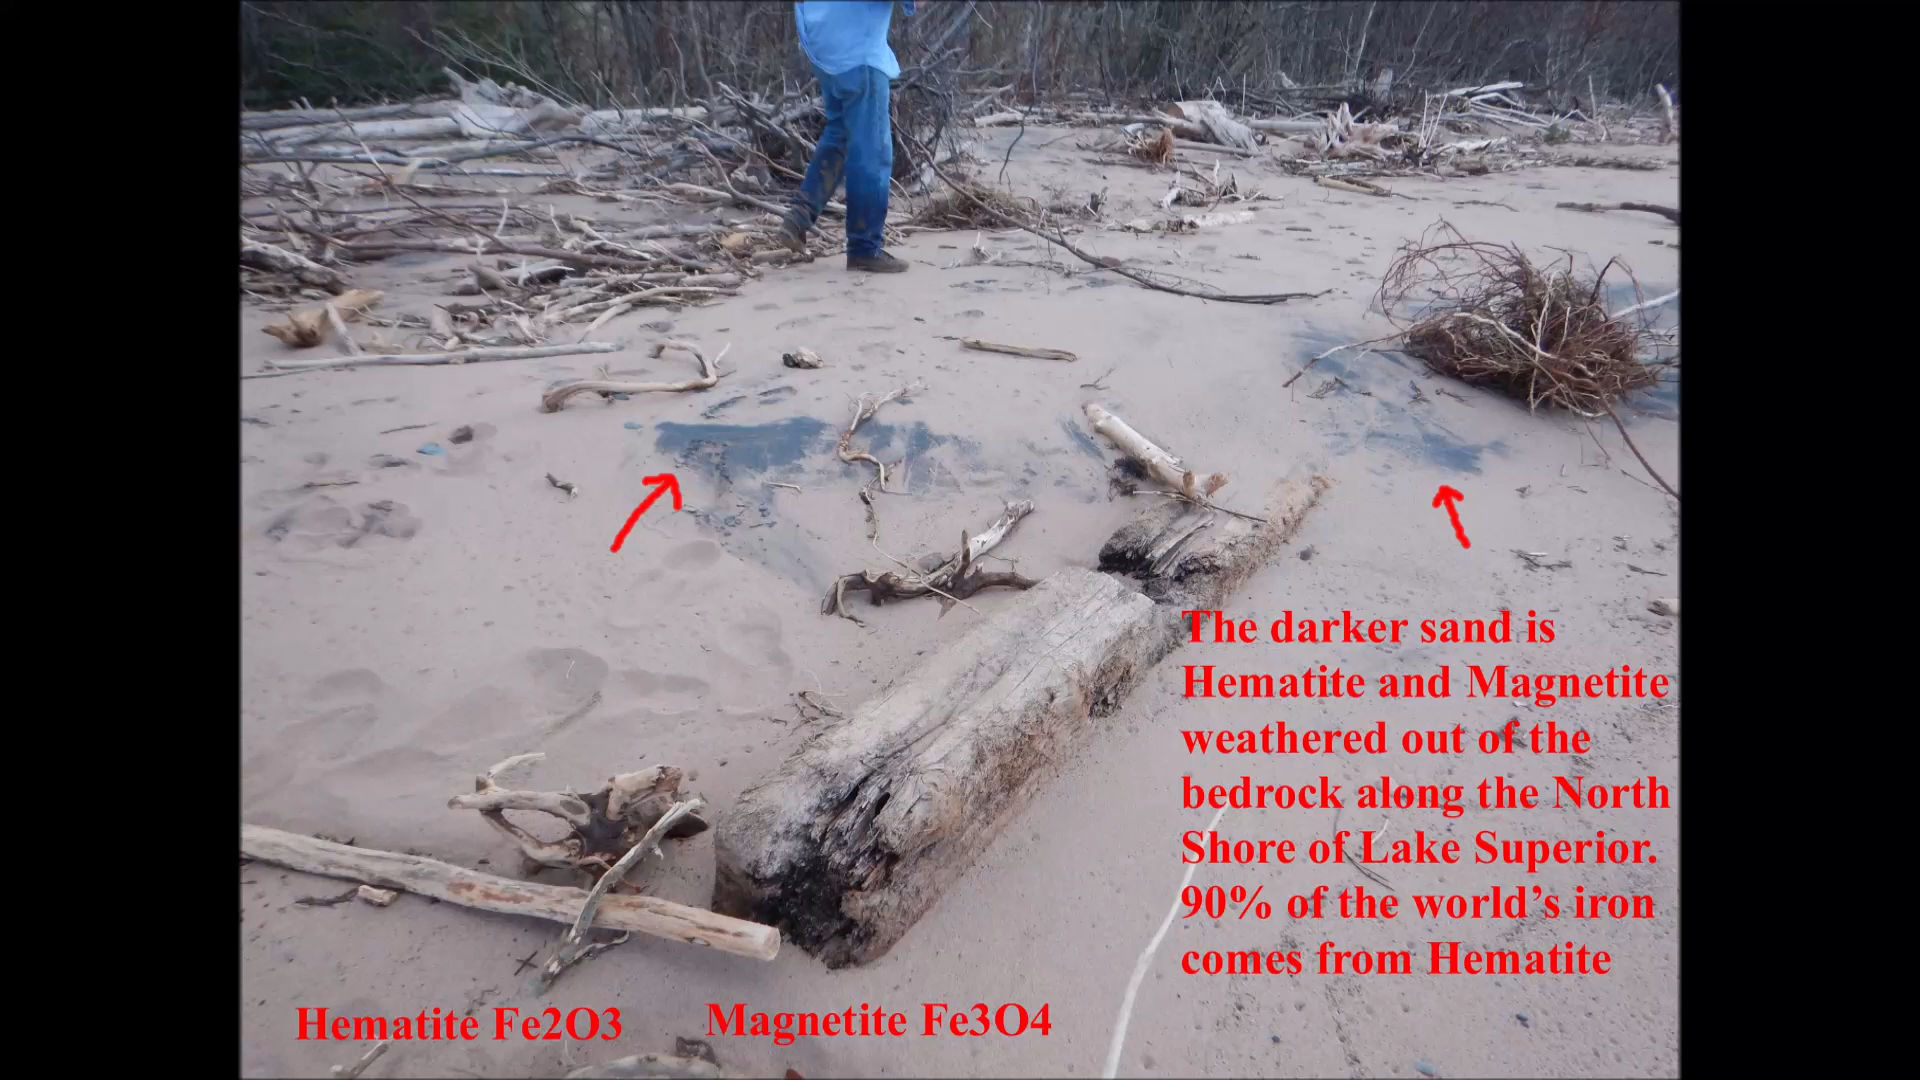 The darker sand is
Hematite and Magnetite
weathered out of the
bedrock along the North
Shore of Lake Superior.
90% of the world’s iron
comes from Hematite
Hematite Fe2O3
Magnetite Fe3O4